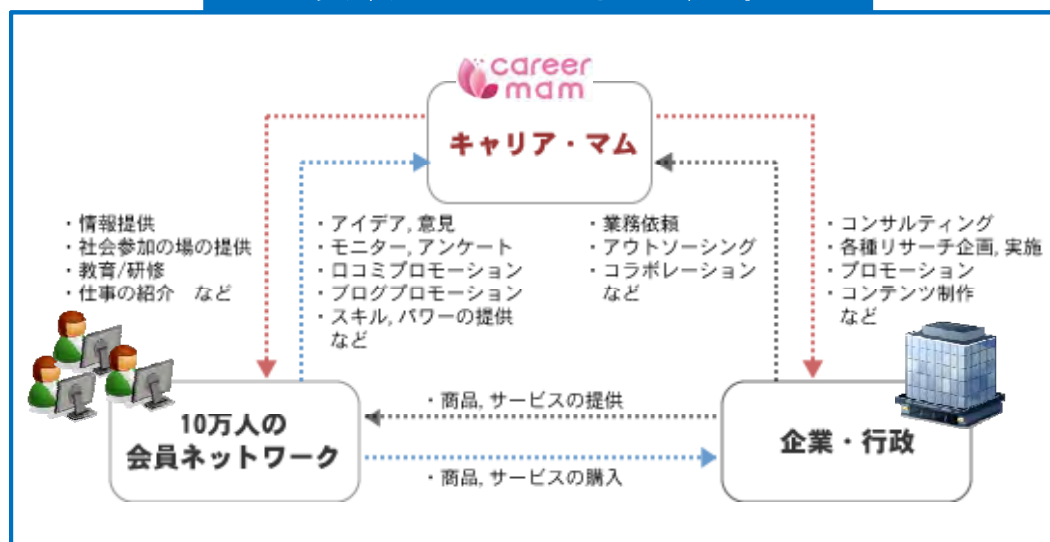 career
mam
キャリア・マム
・情報提供
・社会参加の場の提供
・教育/研修
・仕事の紹介　など
・アイデア, 意見
・モニター, アンケート
・口コミプロモーション
・ブログプロモーション
・スキル, パワーの提供
など
・業務依頼
・アウトソーシング
・コラボレーション
など
・コンサルティング
・各種リサーチ企画, 実施
・プロモーション
・コンテンツ制作
など
・商品, サービスの提供
10万人の
会員ネットワーク
企業・行政
・商品, サービスの購入